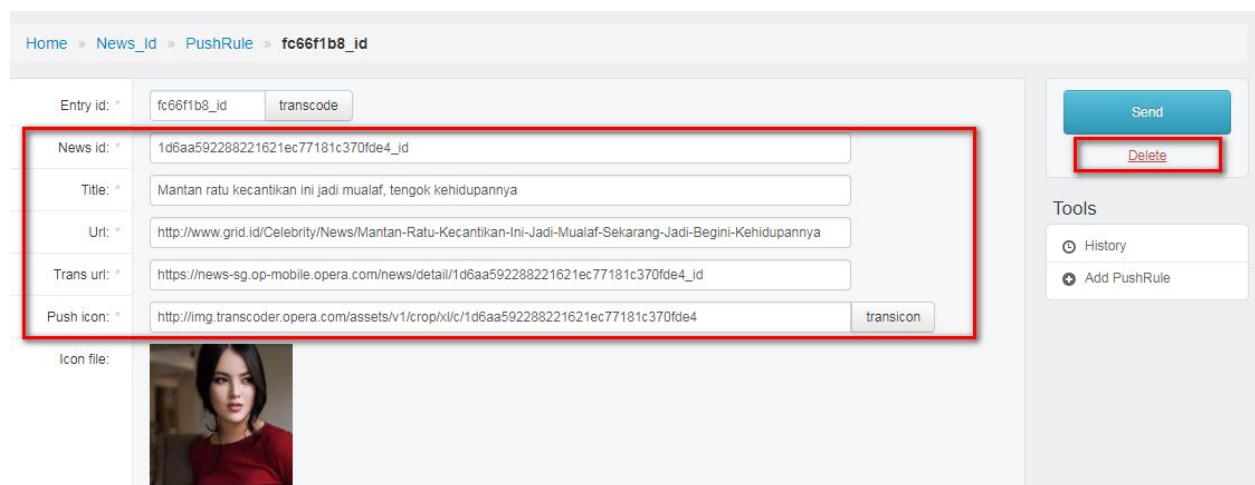 Home » News_Id » PushRule » fc66f1b8_id
Entry id: * fc66f1b8_id transcode
News id: * 1d6aa592288221621ec77181c370fde4_id
Title: * Mantan ratu kecantikan ini jadi mualaf, tengok kehidupannya
Url: * http://www.grid.id/Celebrity/News/Mantan-Ratu-Kecantikan-Ini-Jadi-Mualaf-Sekarang-Jadi-Begini-Kehidupannya
Trans url: * https://news-sg.op-mobile.opera.com/news/detail/1d6aa592288221621ec77181c370fde4_id
Push icon: * http://img.transcoder.opera.com/assets/v1/crop/xl/c/1d6aa592288221621ec77181c370fde4 transicon
Icon file:
Send
Delete
Tools
History
Add PushRule